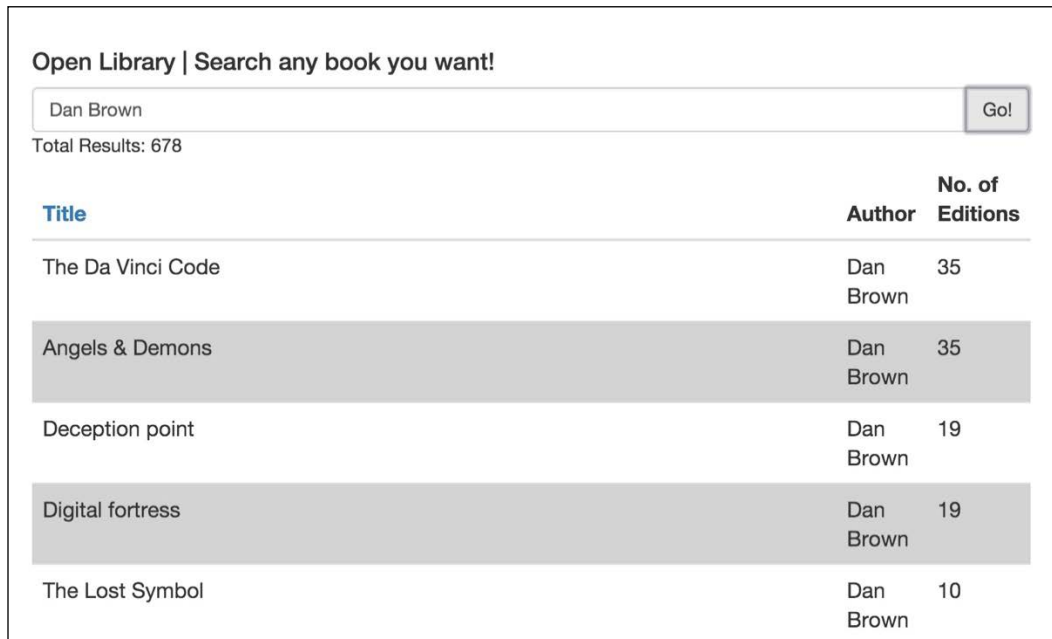 Open Library | Search any book you want!
Dan Brown Go!
Total Results: 678
Title Author No. of Editions
The Da Vinci Code Dan Brown 35
Angels & Demons Dan Brown 35
Deception point Dan Brown 19
Digital fortress Dan Brown 19
The Lost Symbol Dan Brown 10